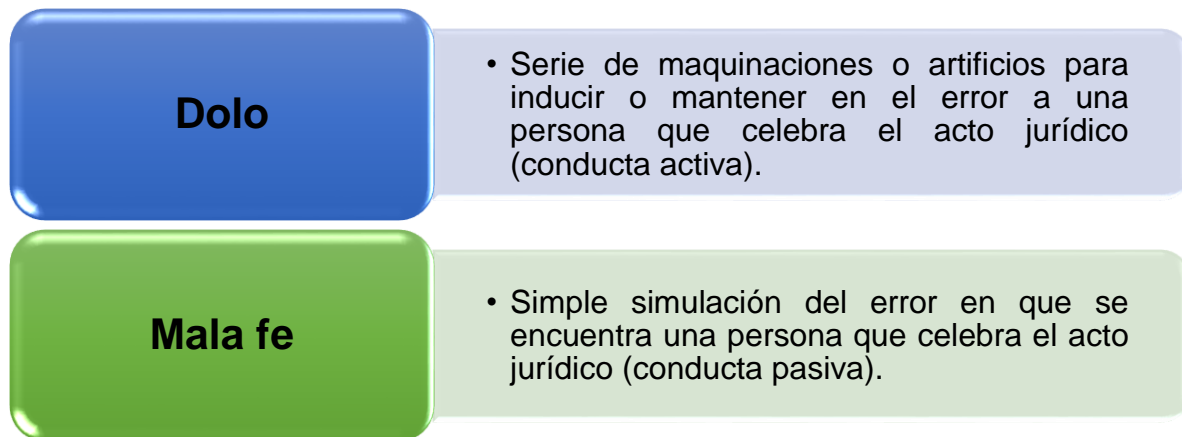 Dolo
• Serie de maquinaciones o artificios para
inducir o mantener en el error a una
persona que celebra el acto jurídico
(conducta activa).
Mala fe
• Simple simulación del error en que se
encuentra una persona que celebra el acto
jurídico (conducta pasiva).